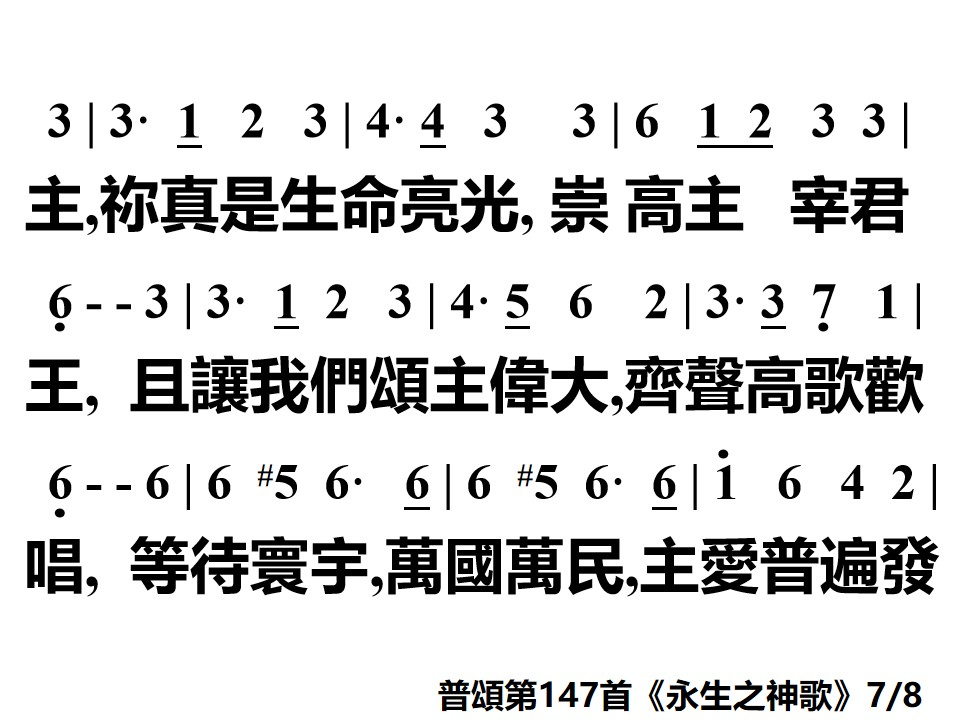 3 | 3· 1 2 3 | 4· 4 3 3 | 6 1 2 3 3 |
主,祢真是生命亮光, 崇 高主 宰君
6̣ - - 3 | 3· 1 2 3 | 4· 5 6 2 | 3· 3 7̣ 1 |
王, 且讓我們頌主偉大,齊聲高歌歡
6̣ - - 6 | 6 #5 6· 6 | 6 #5 6· 6 | 1̇ 6 4 2 |
唱, 等待寰宇,萬國萬民,主愛普遍發
普頌第147首《永生之神歌》7/8